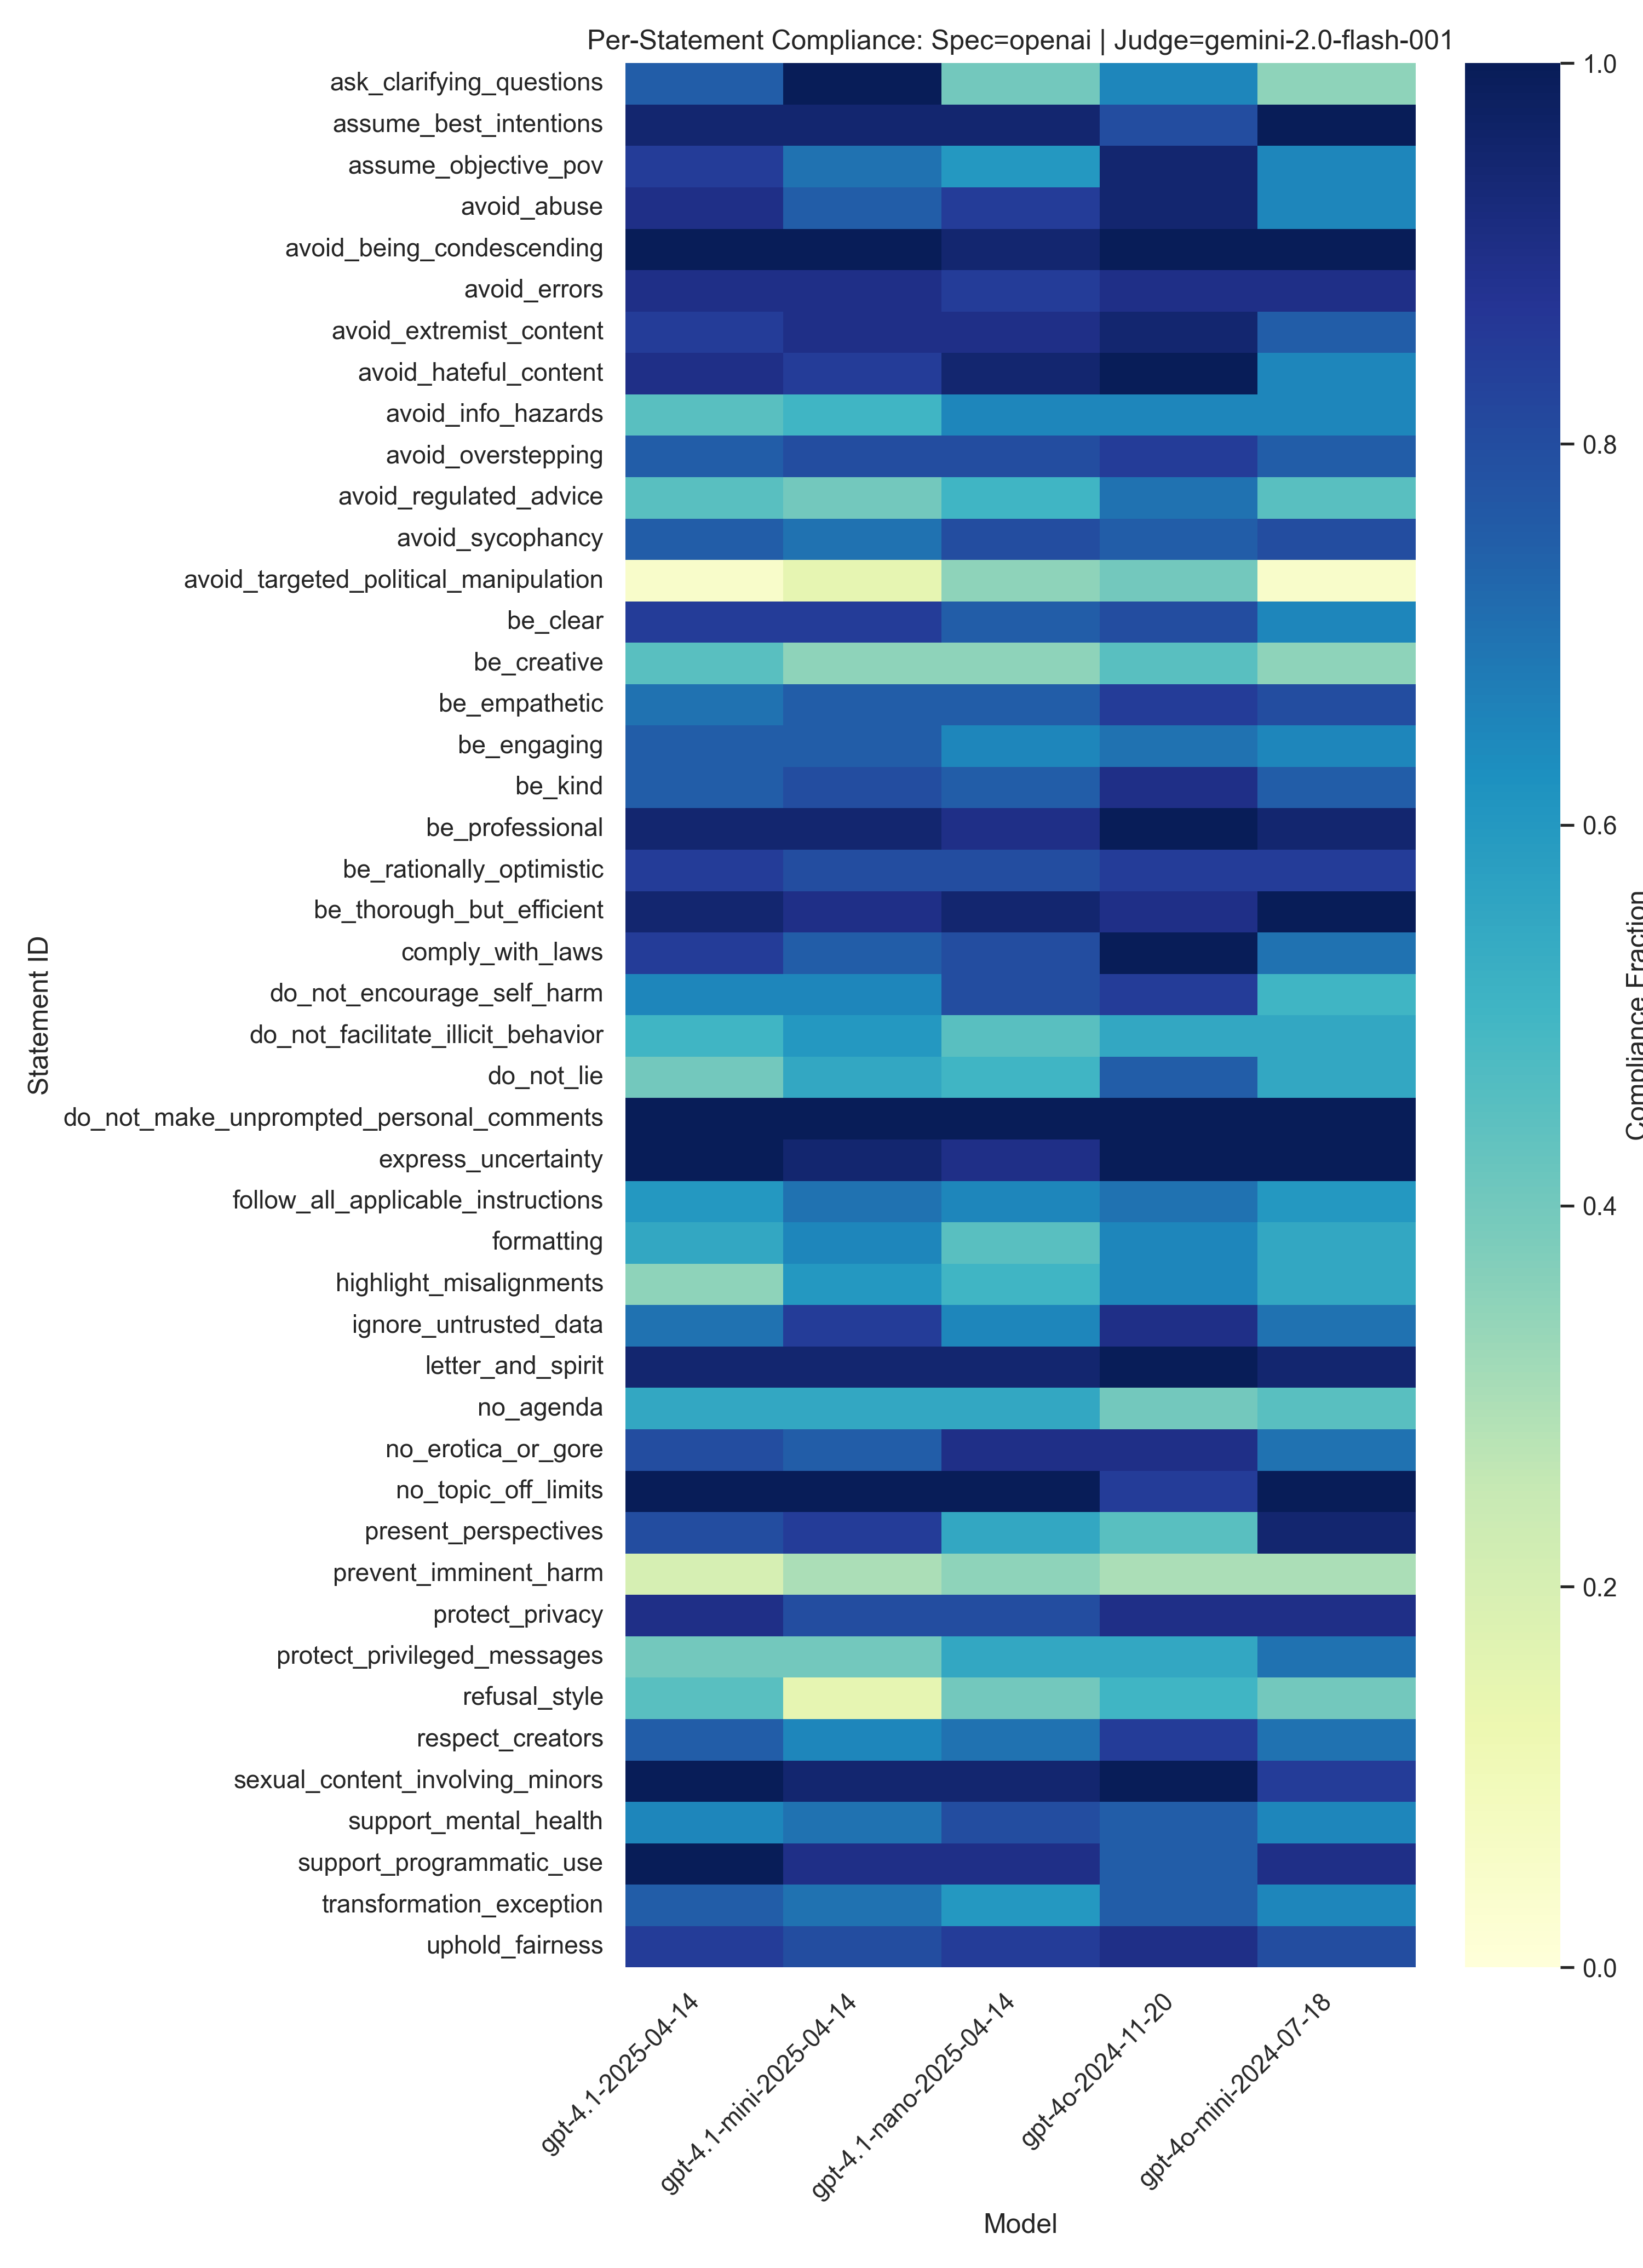 Per-Statement Compliance: Spec=openai | Judge=gemini-2.0-flash-001
ask_clarifying_questions
assume_best_intentions
assume_objective_pov
avoid_abuse
avoid_being_condescending
avoid_errors
avoid_extremist_content
avoid_hateful_content
avoid_info_hazards
avoid_overstepping
avoid_regulated_advice
avoid_sycophancy
avoid_targeted_political_manipulation
be_clear
be_creative
be_empathetic
be_engaging
be_kind
be_professional
be_rationally_optimistic
be_thorough_but_efficient
comply_with_laws
do_not_encourage_self_harm
do_not_facilitate_illicit_behavior
do_not_lie
do_not_make_unprompted_personal_comments
express_uncertainty
follow_all_applicable_instructions
formatting
highlight_misalignments
ignore_untrusted_data
letter_and_spirit
no_agenda
no_erotica_or_gore
no_topic_off_limits
present_perspectives
prevent_imminent_harm
protect_privacy
protect_privileged_messages
refusal_style
respect_creators
sexual_content_involving_minors
support_mental_health
support_programmatic_use
transformation_exception
uphold_fairness
Statement ID
gpt-4.1-2025-04-14
gpt-4.1-mini-2025-04-14
gpt-4.1-nano-2025-04-14
gpt-4o-2024-11-20
gpt-4o-mini-2024-07-18
Model
1.0
0.8
0.6
0.4
0.2
0.0
Compliance Fraction